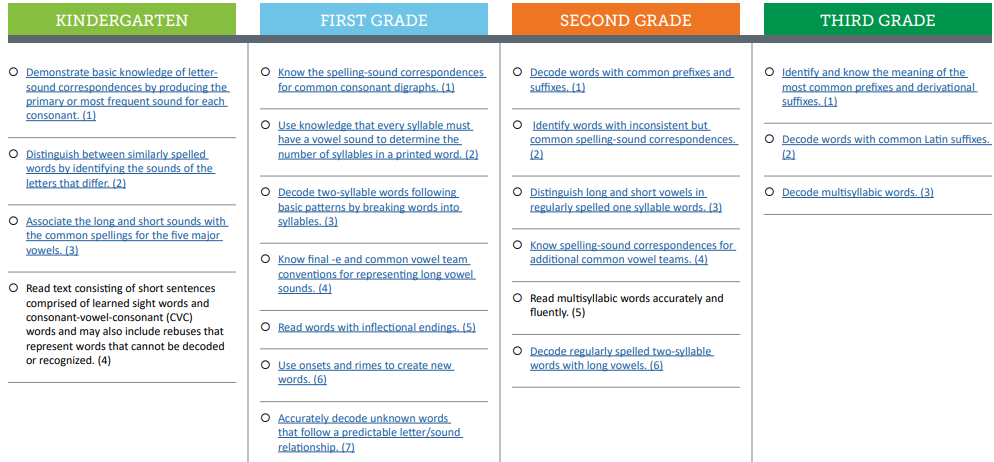 KINDERGARTEN
Demonstrate basic knowledge of letter-
sound correspondences by producing the
primary or most frequent sound for each
consonant. (1)
Distinguish between similarly spelled
words by identifying the sounds of the
letters that differ. (2)
Associate the long and short sounds with
the common spellings for the five major
vowels. (3)
Read text consisting of short sentences
comprised of learned sight words and
consonant-vowel-consonant (CVC)
words and may also include rebuses that
represent words that cannot be decoded
or recognized. (4)
FIRST GRADE
Know the spelling-sound correspondences
for common consonant digraphs. (1)
Use knowledge that every syllable must
have a vowel sound to determine the
number of syllables in a printed word. (2)
Decode two-syllable words following
basic patterns by breaking words into
syllables. (3)
Know final -e and common vowel team
conventions for representing long vowel
sounds. (4)
Read words with inflectional endings. (5)
Use onsets and rimes to create new
words. (6)
Accurately decode unknown words
that follow a predictable letter/sound
relationship. (7)
SECOND GRADE
Decode words with common prefixes and
suffixes. (1)
Identify words with inconsistent but
common spelling-sound correspondences.
(2)
Distinguish long and short vowels in
regularly spelled one syllable words. (3)
Know spelling-sound correspondences for
additional common vowel teams. (4)
Read multisyllabic words accurately and
fluently. (5)
Decode regularly spelled two-syllable
words with long vowels. (6)
THIRD GRADE
Identify and know the meaning of the
most common prefixes and derivational
suffixes. (1)
Decode words with common Latin suffixes.
(2)
Decode multisyllabic words. (3)